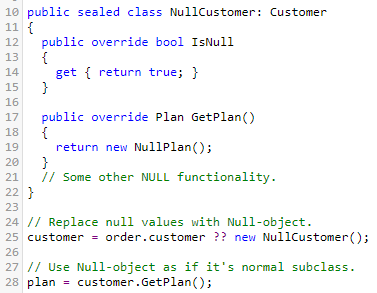 10 public sealed class NullCustomer: Customer
11 {
12   public override bool IsNull
13   {
14     get { return true; }
15   }
16
17   public override Plan GetPlan()
18   {
19     return new NullPlan();
20   }
21   // Some other NULL functionality.
22 }
23
24 // Replace null values with Null-object.
25 customer = order.customer ?? new NullCustomer();
26
27 // Use Null-object as if it's normal subclass.
28 plan = customer.GetPlan();